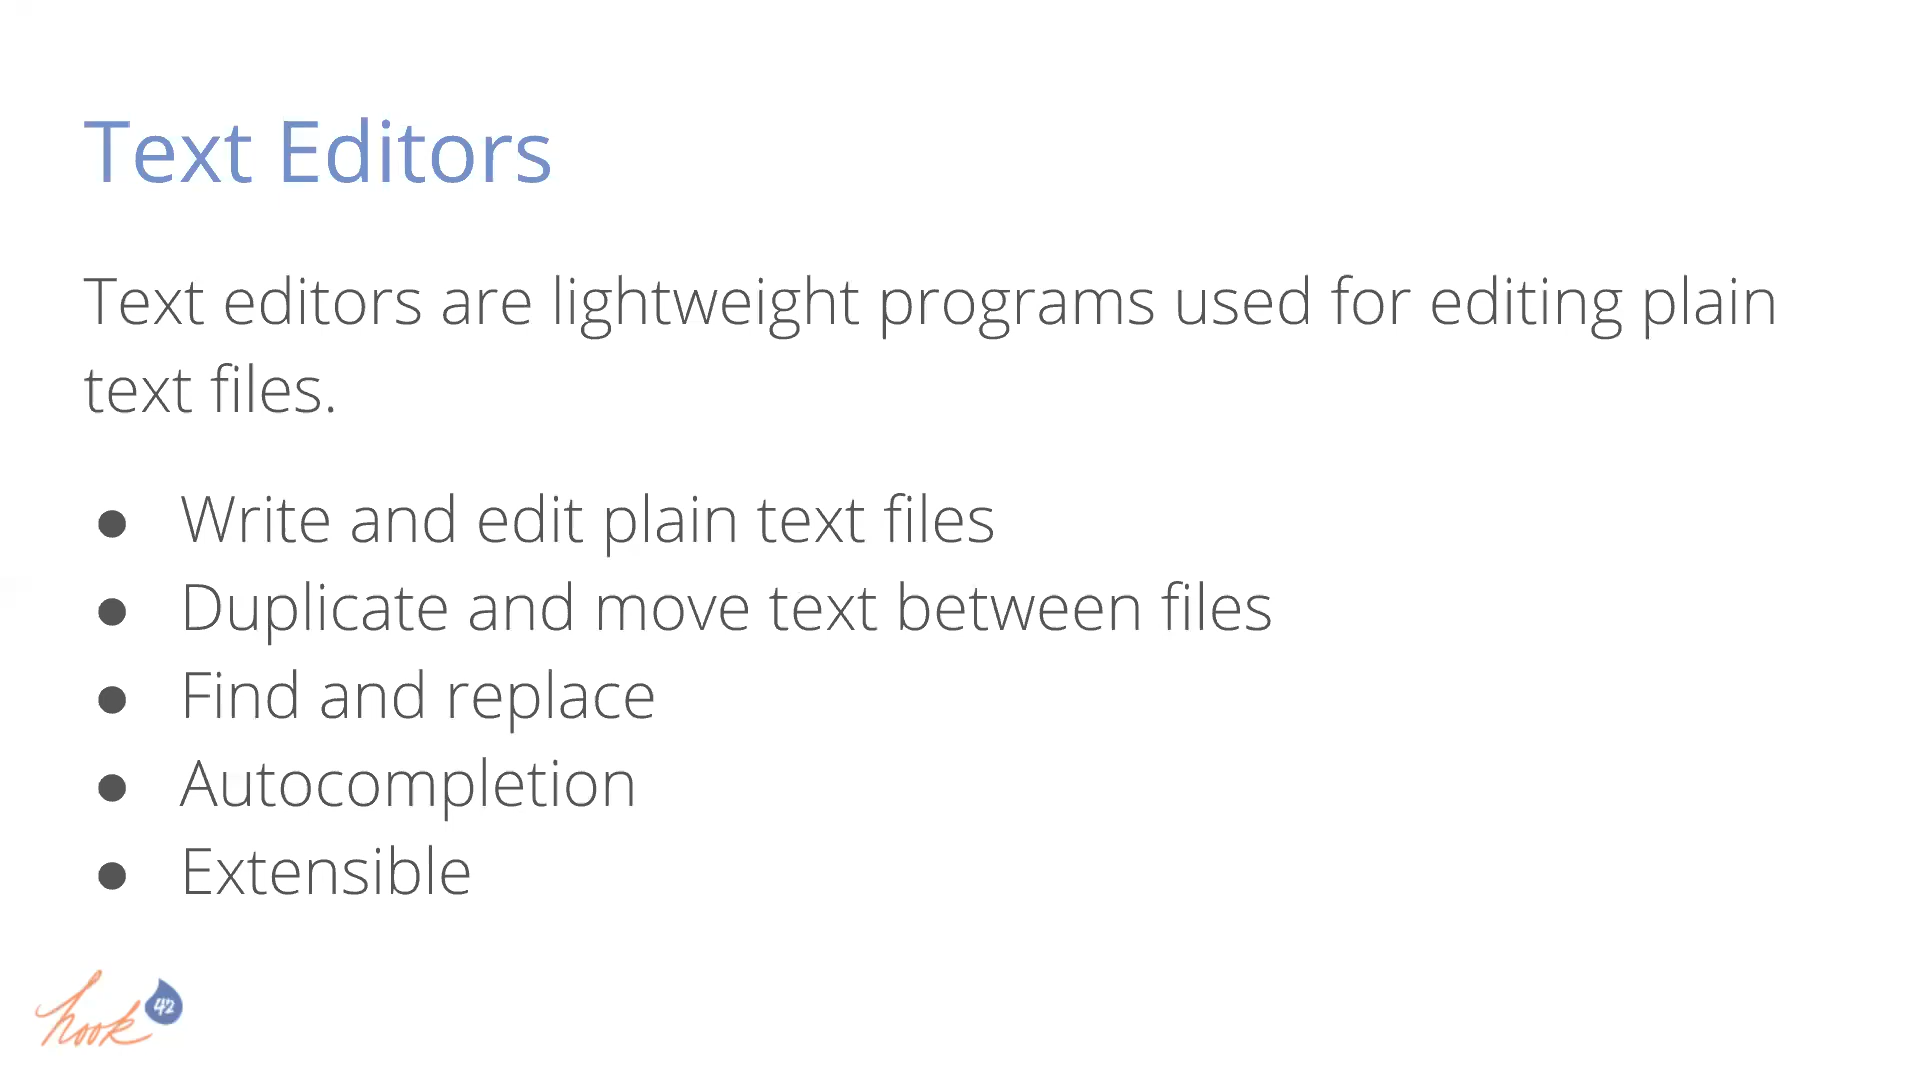 Text Editors
Text editors are lightweight programs used for editing plain
text files.
● Write and edit plain text files
● Duplicate and move text between files
● Find and replace
● Autocompletion
● Extensible
hook 42